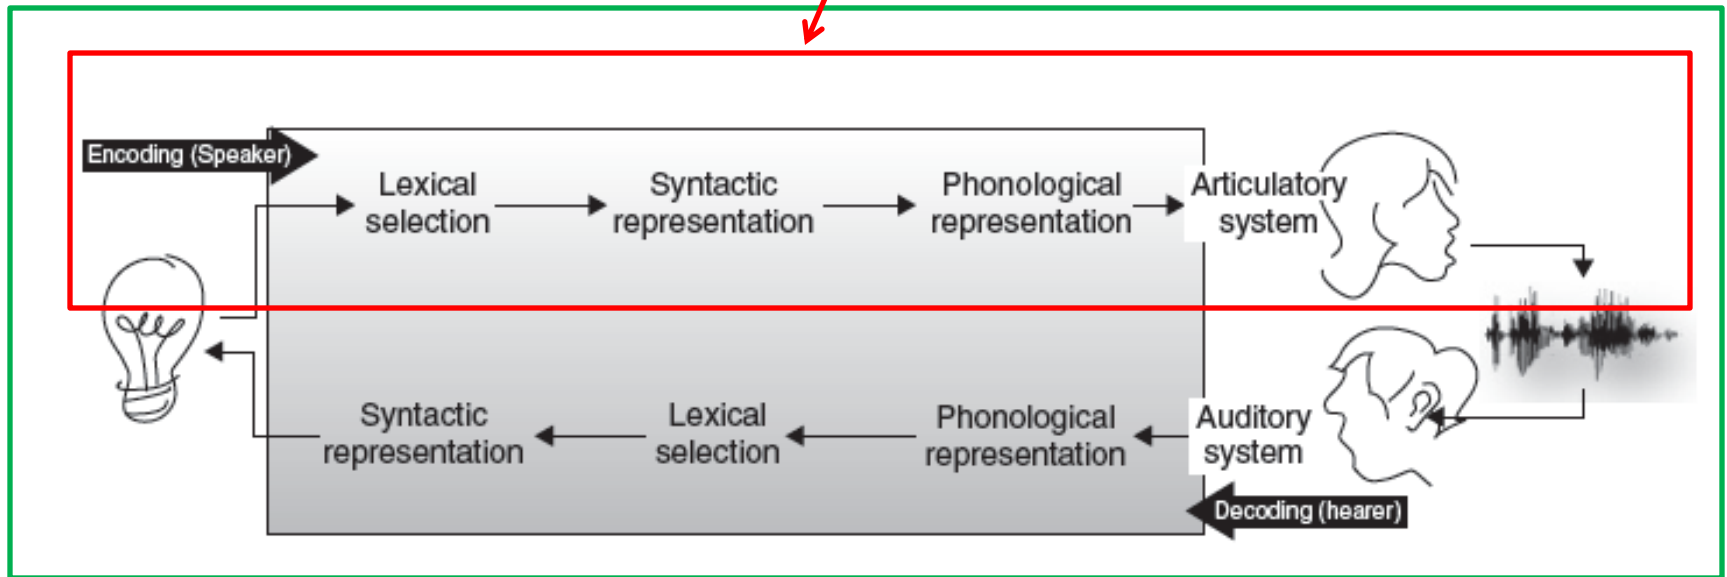 Encoding (Speaker)
Lexical
selection
Syntactic
representation
Phonological
representation
Articulatory
system
Syntactic
representation
Lexical
selection
Phonological
representation
Auditory
system
Decoding (hearer)